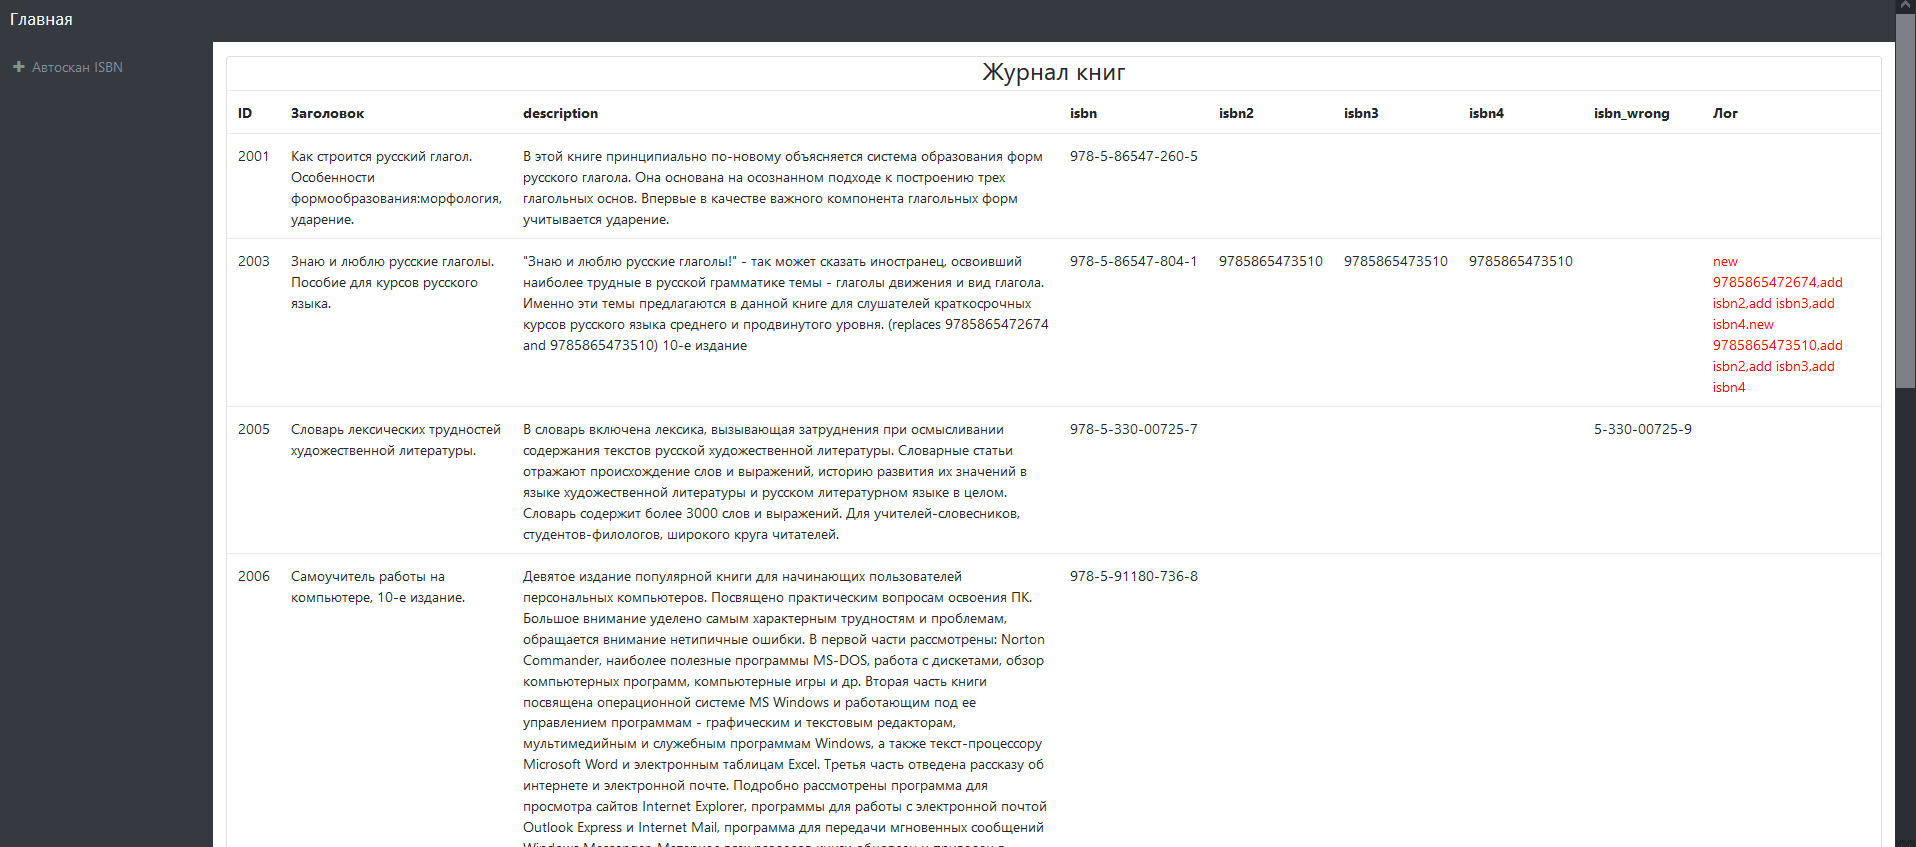 Главная
Автоскан ISBN
Журнал книг
ID Заголовок description isbn isbn2 isbn3 isbn4 isbn_wrong Лог
2001
Как строится русский глагол.
Особенности
формообразования:морфология,
ударение.
В этой книге принципиально по-новому объясняется система образования форм
русского глагола. Она основана на осознанном подходе к построению трех
глагольных основ. Впервые в качестве важного компонента глагольных форм
учитывается ударение.
978-5-86547-260-5
2003
Знаю и люблю русские глаголы.
Пособие для курсов русского
языка.
"Знаю и люблю русские глаголы!" - так может сказать иностранец, освоивший
наиболее трудные в русской грамматике темы - глаголы движения и вид глагола.
Именно эти темы предлагаются в данной книге для слушателей краткосрочных
курсов русского языка среднего и продвинутого уровня. (replaces 9785865472674
and 9785865473510) 10-е издание
978-5-86547-804-1
9785865473510
9785865473510
9785865473510
new
9785865472674,add
isbn2,add isbn3,add
isbn4.new
9785865473510,add
isbn2,add isbn3,add
isbn4
2005
Словарь лексических трудностей
художественной литературы.
В словарь включена лексика, вызывающая затруднения при осмысливании
содержания текстов русской художественной литературы. Словарные статьи
отражают происхождение слов и выражений, историю развития их значений в
языке художественной литературы и русском литературном языке в целом.
Словарь содержит более 3000 слов и выражений. Для учителей-словесников,
студентов-филологов, широкого круга читателей.
978-5-330-00725-7
5-330-00725-9
2006
Самоучитель работы на
компьютере, 10-е издание.
Девятое издание популярной книги для начинающих пользователей
персональных компьютеров. Посвящено практическим вопросам освоения ПК.
Большое внимание уделено самым характерным трудностям и проблемам,
обращается внимание нетипичные ошибки. В первой части рассмотрены: Norton
Commander, наиболее полезные программы MS-DOS, работа с дискетами, обзор
компьютерных программ, компьютерные игры и др. Вторая часть книги
посвящена операционной системе MS Windows и работающим под ее
управлением программам - графическим и текстовым редакторам,
мультимедийным и служебным программам Windows, а также текст-процессору
Microsoft Word и электронным таблицам Excel. Третья часть отведена рассказу об
интернете и электронной почте. Подробно рассмотрены программа для
просмотра сайтов Internet Explorer, программы для работы с электронной почтой
Outlook Express и Internet Mail, программа для передачи мгновенных сообщений
978-5-91180-736-8